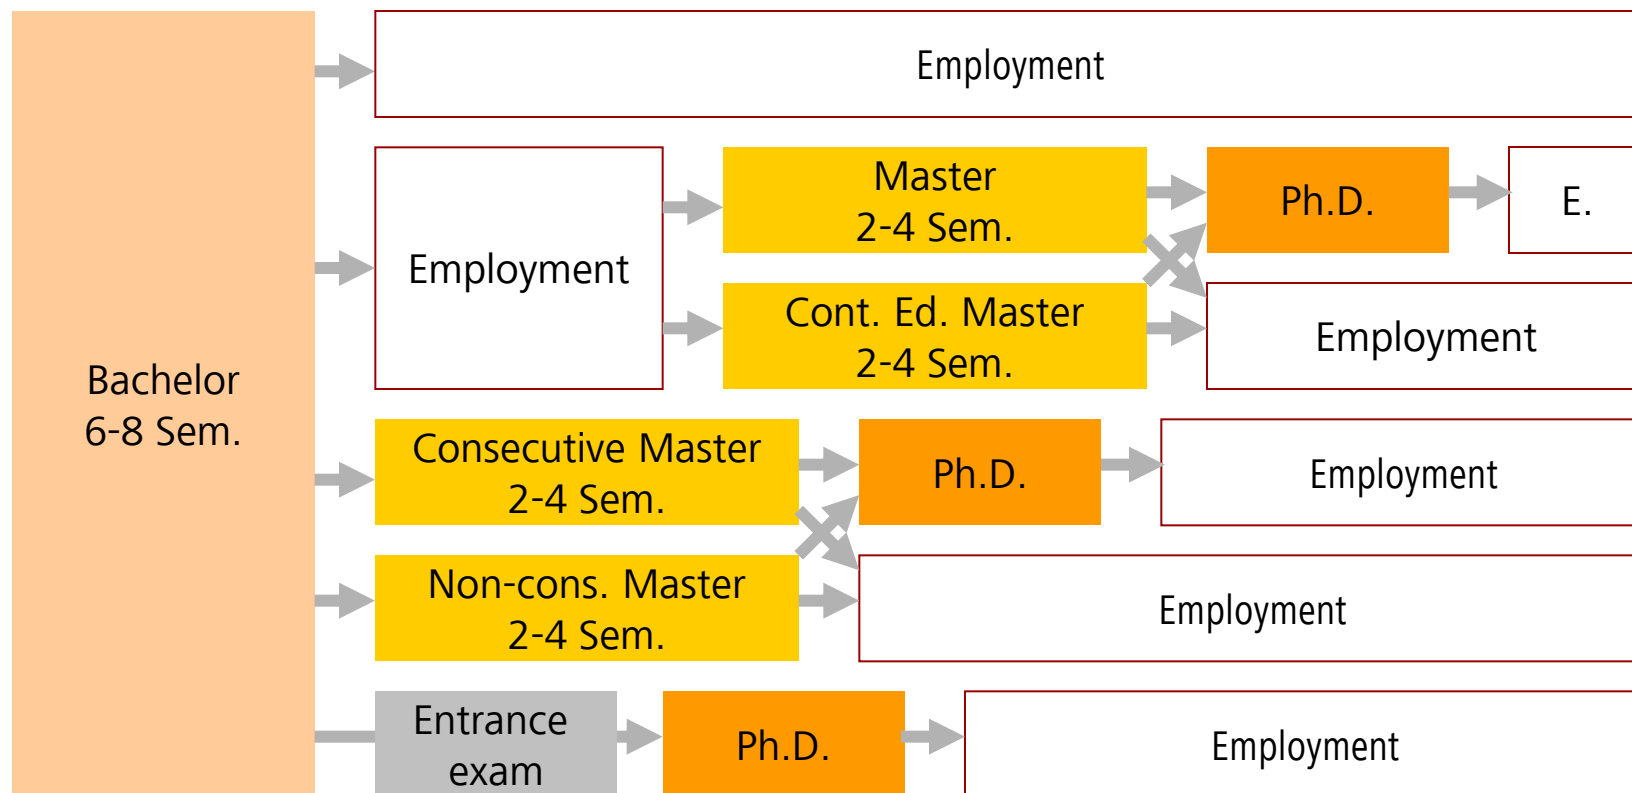 Employment
Bachelor
6-8 Sem.
Employment
Master
2-4 Sem.
Ph.D.
E.
Cont. Ed. Master
2-4 Sem.
Employment
Consecutive Master
2-4 Sem.
Ph.D.
Employment
Non-cons. Master
2-4 Sem.
Employment
Entrance
exam
Ph.D.
Employment